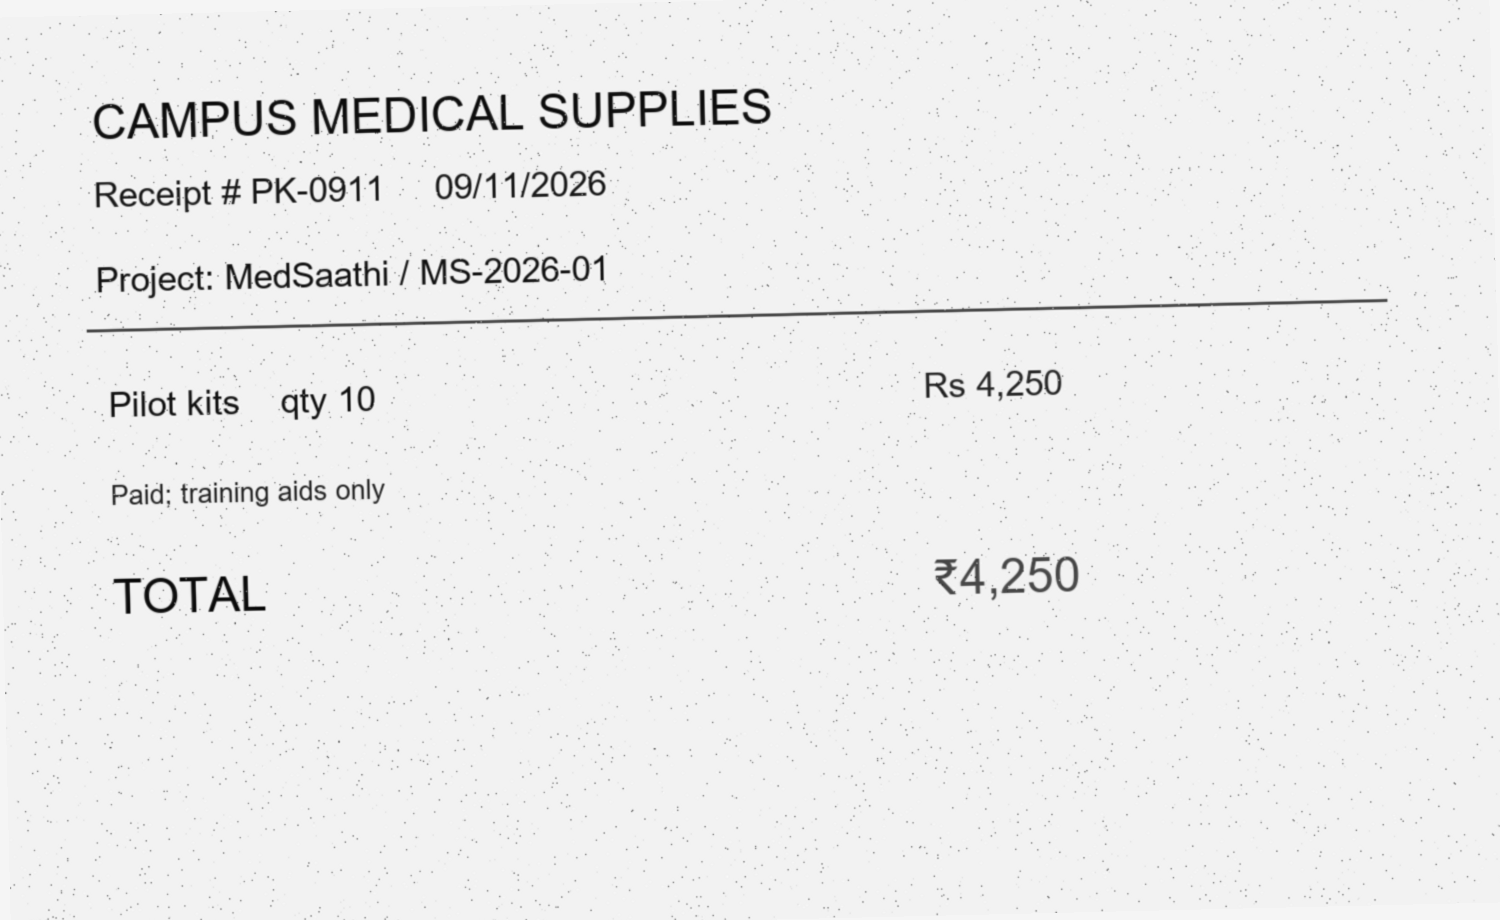 CAMPUS MEDICAL SUPPLIES
Receipt # PK-0911 09/11/2026
Project: MedSaathi / MS-2026-01
Pilot kits qty 10 Rs 4,250
Paid; training aids only
TOTAL ₹4,250